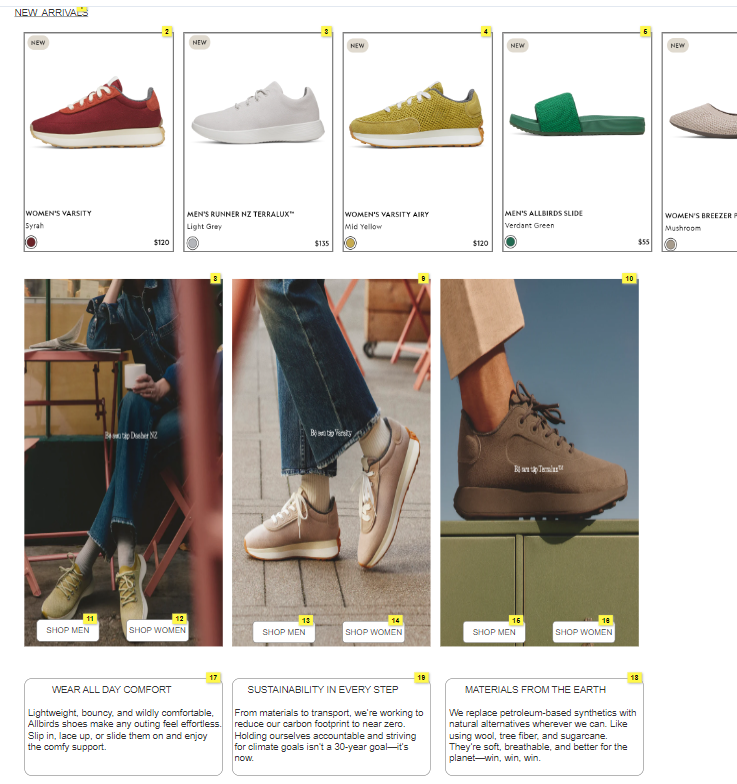 NEW ARRIVALS
2
3
4
5
NEW
NEW
NEW
NEW
NEW
WOMEN'S VARSITY
Syrah
$120
MEN'S RUNNER NZ TERRALUX™
Light Grey
$135
WOMEN'S VARSITY AIRY
Mid Yellow
$120
MEN'S ALLBIRDS SLIDE
Verdant Green
$55
WOMEN'S BREEZER P
Mushroom
8
9
10
Bộ sưu tập Dasher NZ
Bộ sưu tập Varsity
Bộ sưu tập Terralux™
11
12
13
14
15
16
SHOP MEN
SHOP WOMEN
SHOP MEN
SHOP WOMEN
SHOP MEN
SHOP WOMEN
17
WEAR ALL DAY COMFORT
Lightweight, bouncy, and wildly comfortable,
Allbirds shoes make any outing feel effortless.
Slip in, lace up, or slide them on and enjoy
the comfy support.
SUSTAINABILITY IN EVERY STEP
From materials to transport, we're working to
reduce our carbon footprint to near zero.
Holding ourselves accountable and striving
for climate goals isn't a 30-year goal—it's
now.
MATERIALS FROM THE EARTH
We replace petroleum-based synthetics with
natural alternatives wherever we can. Like
using wool, tree fiber, and sugarcane.
They're soft, breathable, and better for the
planet—win, win, win.